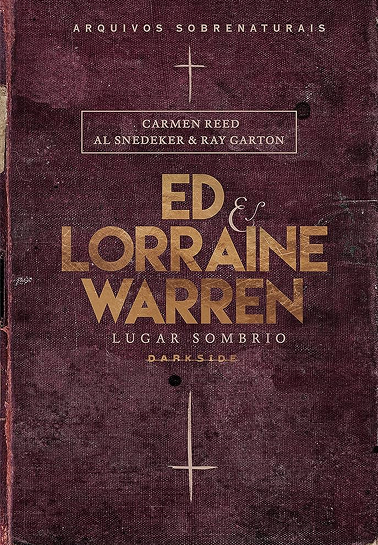 ARQUIVOS SOBRENATURAIS
CARMEN REED
AL SNEDEKER & RAY GARTON
ED &
LORRAINE
WARREN
LUGAR SOMBRIO
DARKSIDE